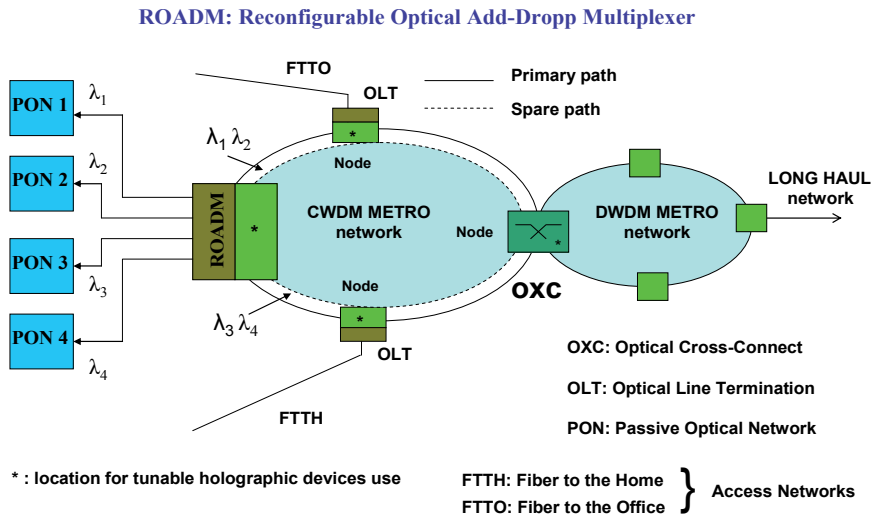 ROADM: Reconfigurable Optical Add-Dropp Multiplexer
FTTO
OLT
Primary path
Spare path
PON 1
λ1
λ1 λ2
*
Node
PON 2
λ2
ROADM
*
CWDM METRO
network
Node
*
DWDM METRO
network
LONG HAUL
network
PON 3
λ3
Node
OXC
λ3 λ4
*
PON 4
λ4
OLT
FTTH
OXC: Optical Cross-Connect
OLT: Optical Line Termination
PON: Passive Optical Network
* : location for tunable holographic devices use
FTTH: Fiber to the Home
FTTO: Fiber to the Office
} Access Networks